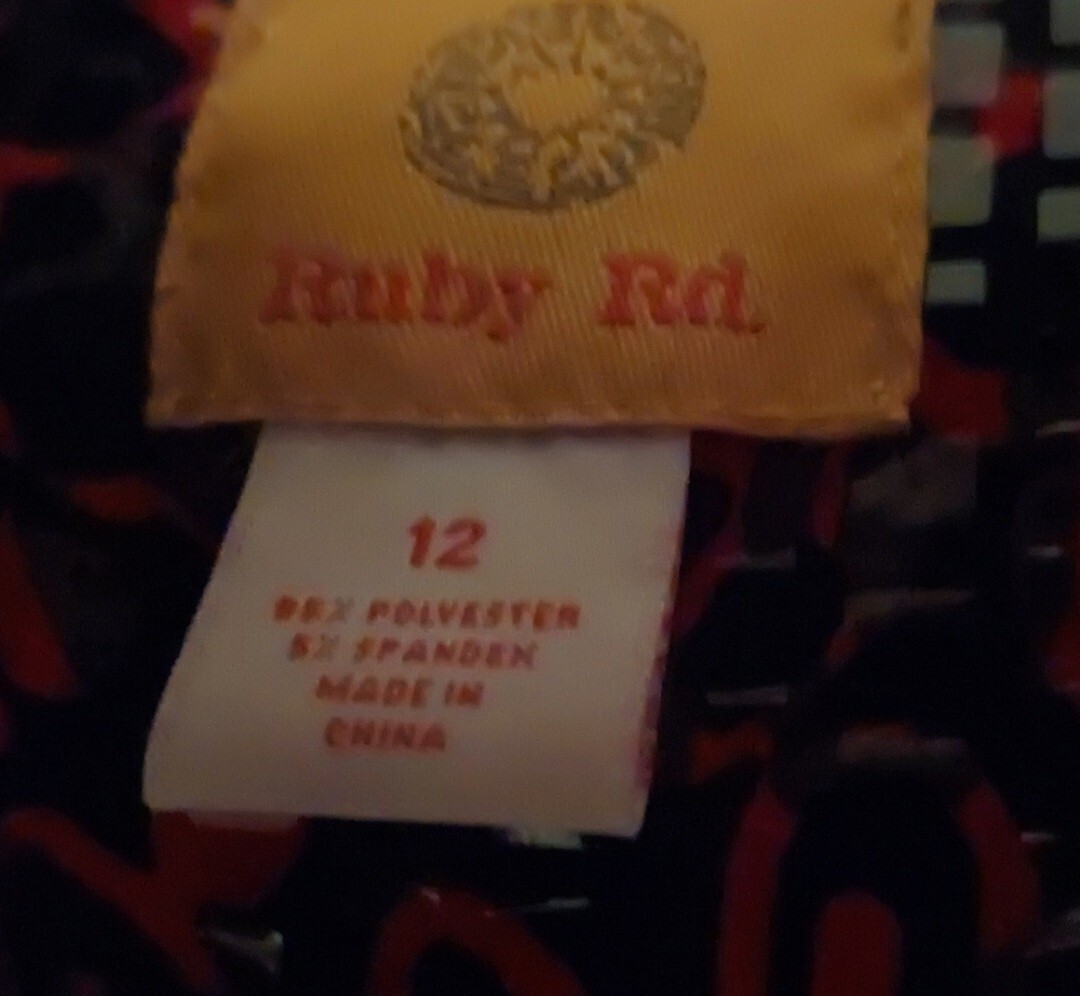 Ruby Rd.
12
95% POLYESTER
5% SPANDEX
MADE IN
CHINA